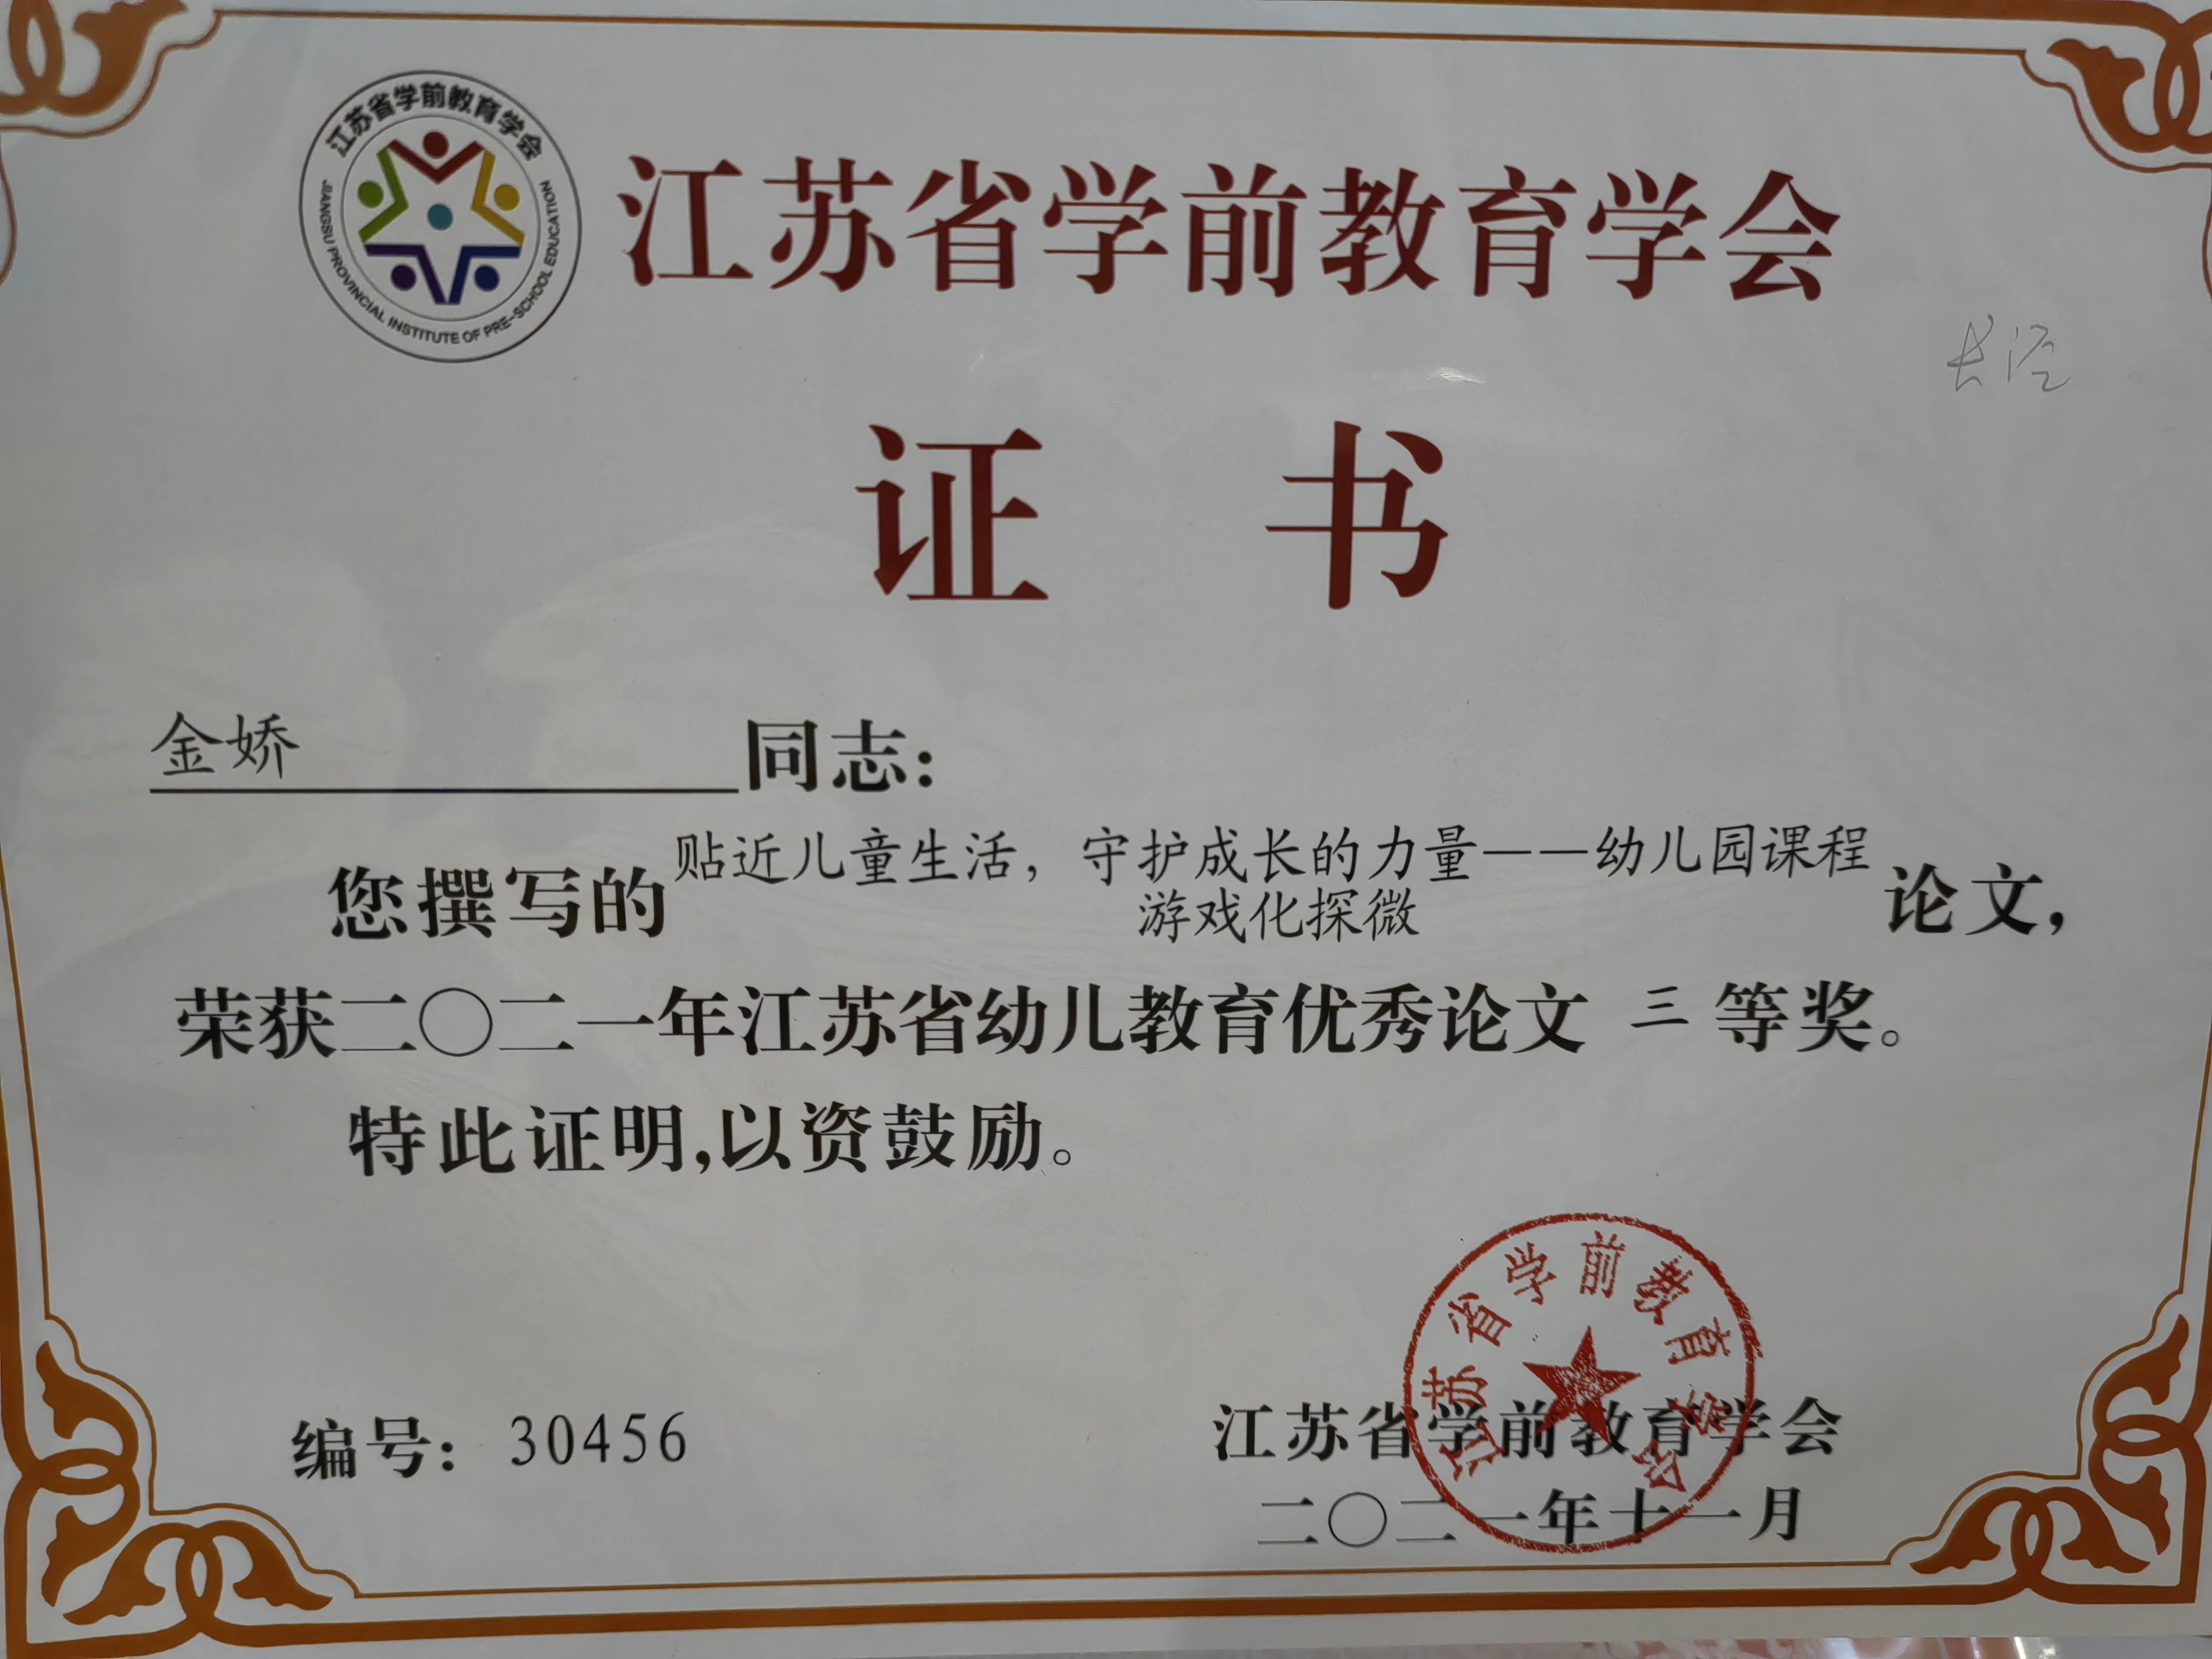 江苏省学前教育学会
JIANGSU PROVINCIAL INSTITUTE OF PRE-SCHOOL EDUCATION
江苏省学前教育学会
长泾
证 书
金娇 同志：
您撰写的 贴近儿童生活，守护成长的力量——幼儿园课程
游戏化探微 论文，
荣获二〇二一年江苏省幼儿教育优秀论文 三 等奖。
特此证明，以资鼓励。
江苏省学前教育学会
编号：30456
江苏省学前教育学会
二〇二一年十一月